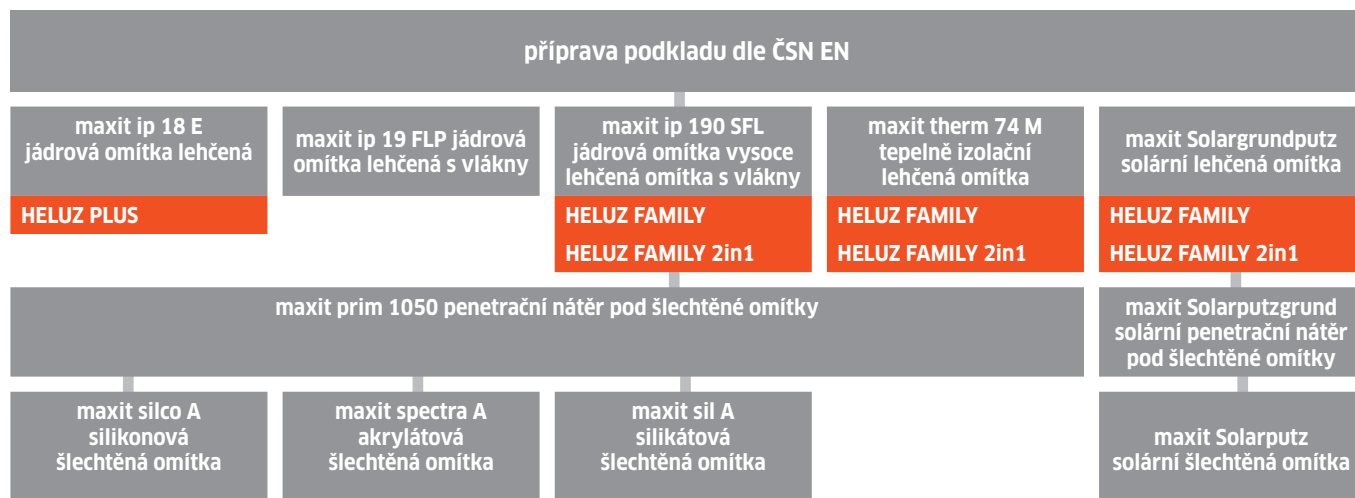 příprava podkladu dle ČSN EN
maxit ip 18 E
jádrová omítka lehčená
HELUZ PLUS
maxit ip 19 FLP jádrová
omítka lehčená s vlákny
maxit ip 190 SFL
jádrová omítka vysoce
lehčená omítka s vlákny
HELUZ FAMILY
HELUZ FAMILY 2in1
maxit therm 74 M
tepelně izolační
lehčená omítka
HELUZ FAMILY
HELUZ FAMILY 2in1
maxit Solargrundputz
solární lehčená omítka
HELUZ FAMILY
HELUZ FAMILY 2in1
maxit prim 1050 penetrační nátěr pod šlechtěné omítky
maxit Solarputzgrund
solární penetrační nátěr
pod šlechtěné omítky
maxit silco A
silikonová
šlechtěná omítka
maxit spectra A
akrylátová
šlechtěná omítka
maxit sil A
silikátová
šlechtěná omítka
maxit Solarputz
solární šlechtěná omítka